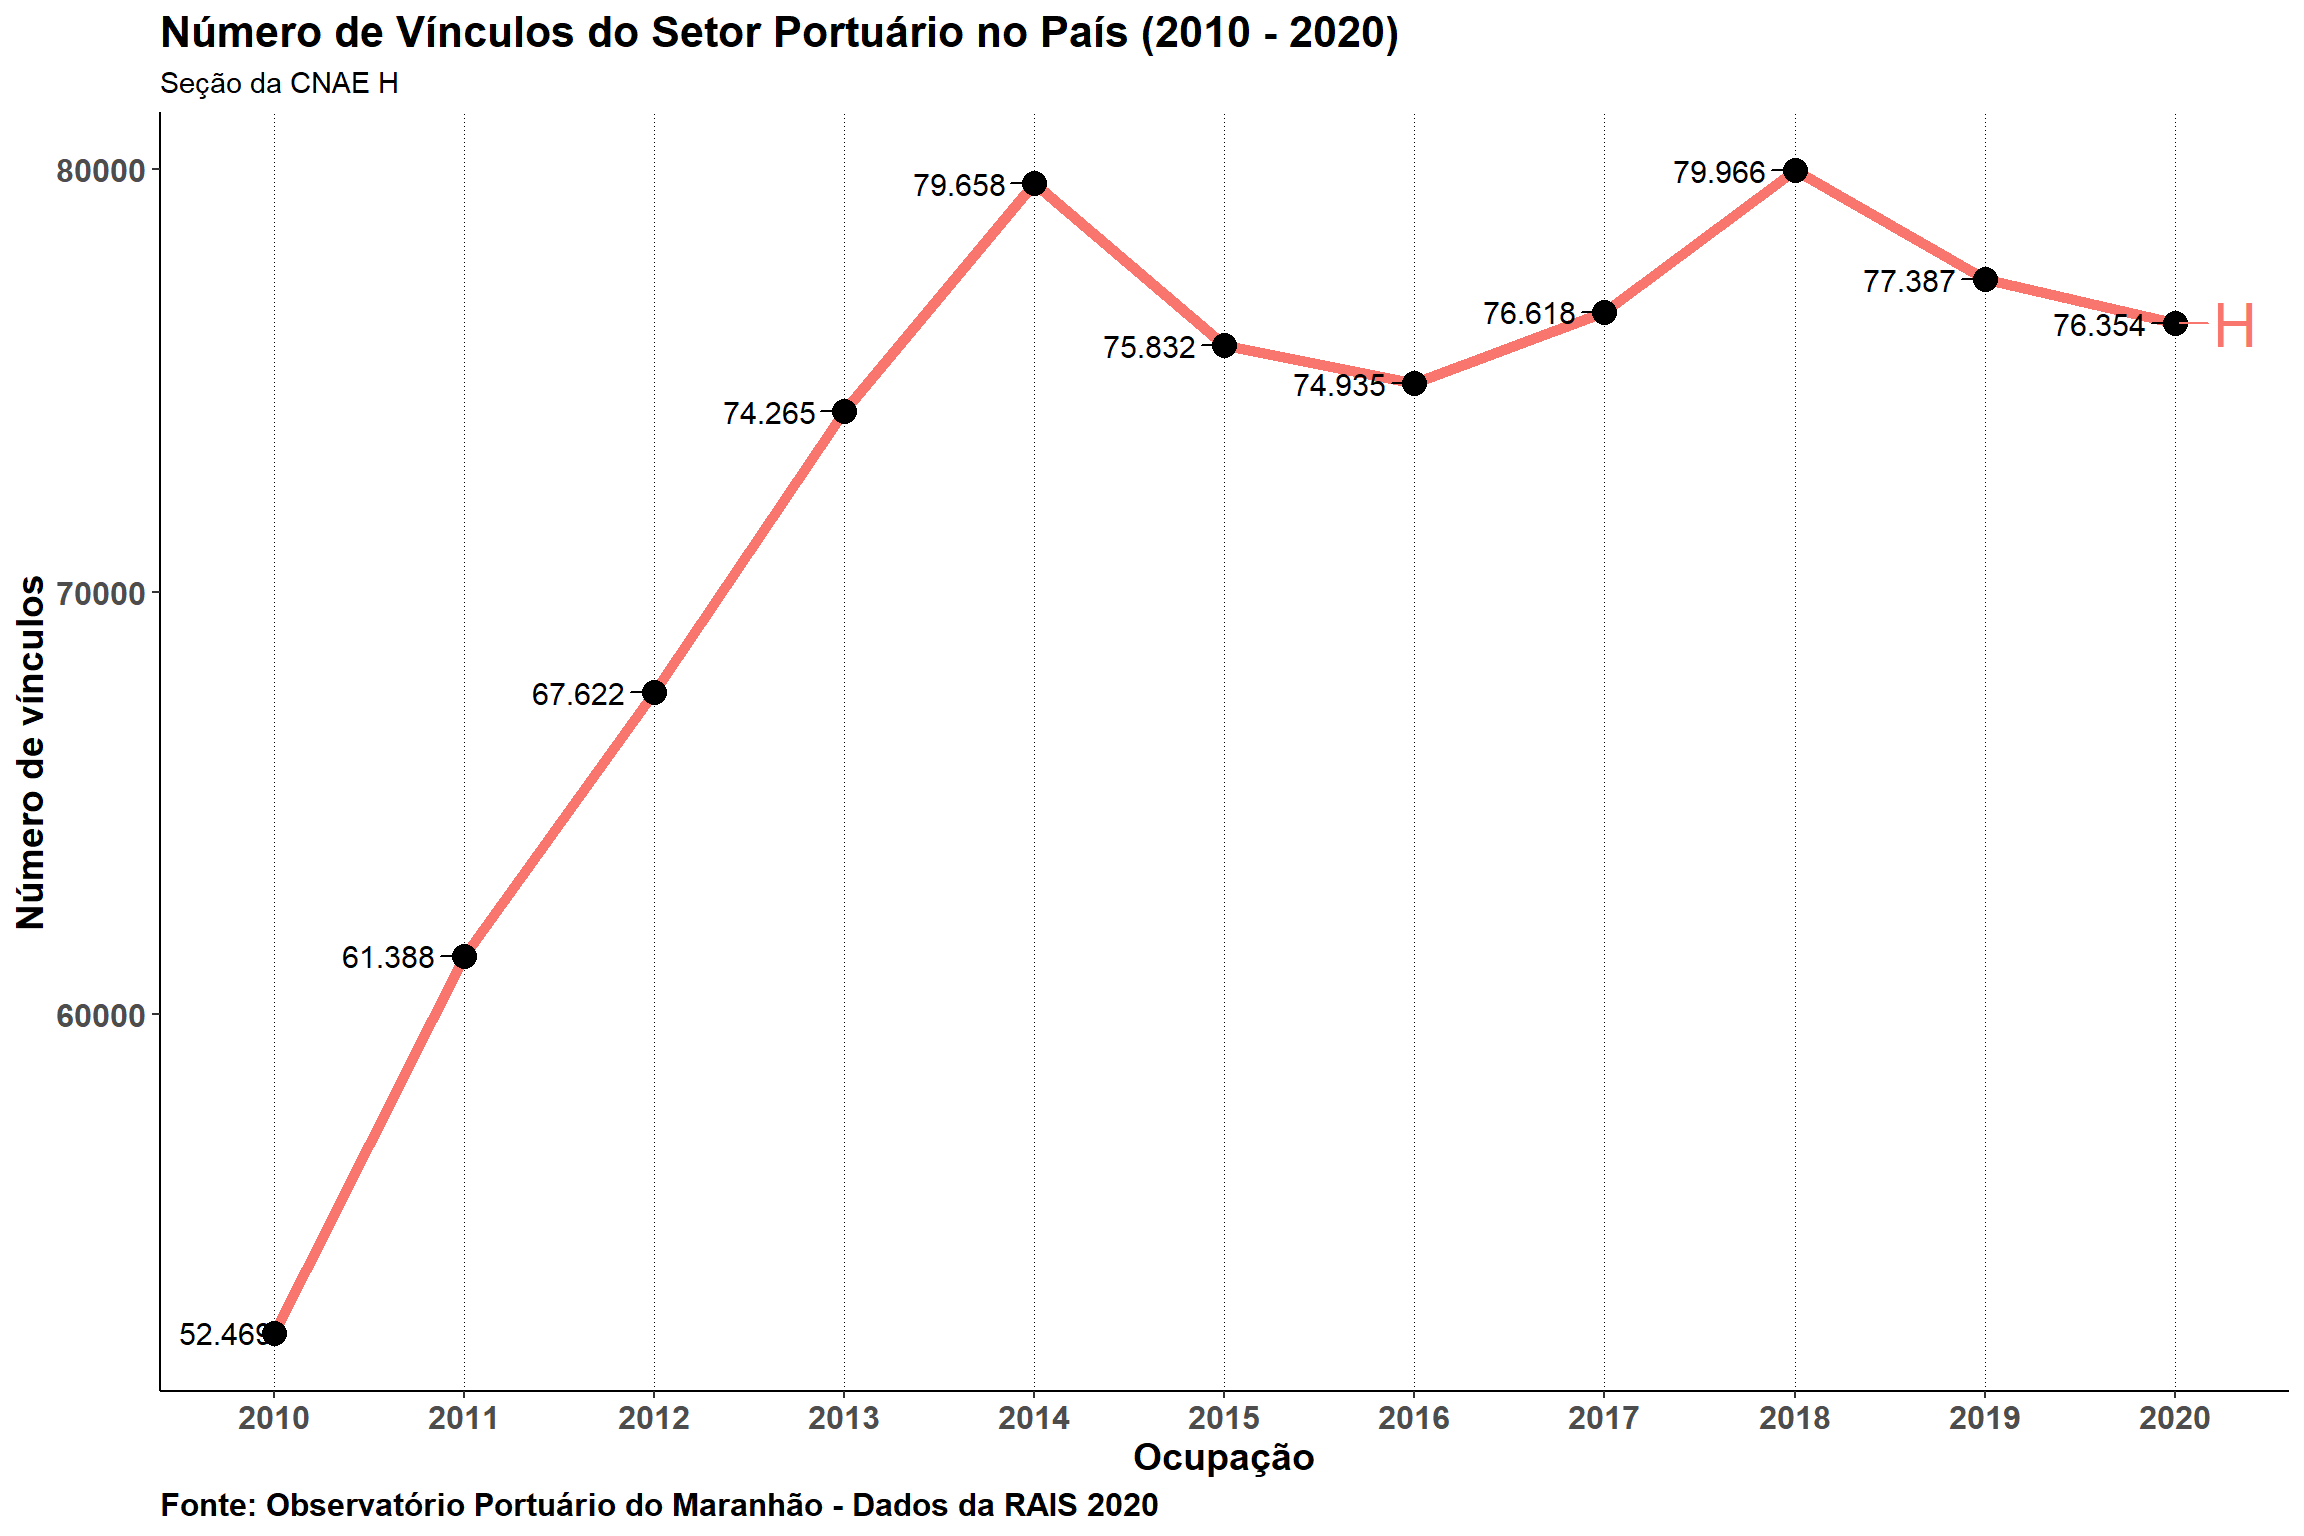 Número de Vínculos do Setor Portuário no País (2010 - 2020)
Seção da CNAE H
Número de vínculos
80000
70000
60000
52.469
61.388
67.622
74.265
79.658
75.832
74.935
76.618
79.966
77.387
76.354
H
2010 2011 2012 2013 2014 2015 2016 2017 2018 2019 2020
Ocupação
Fonte: Observatório Portuário do Maranhão - Dados da RAIS 2020